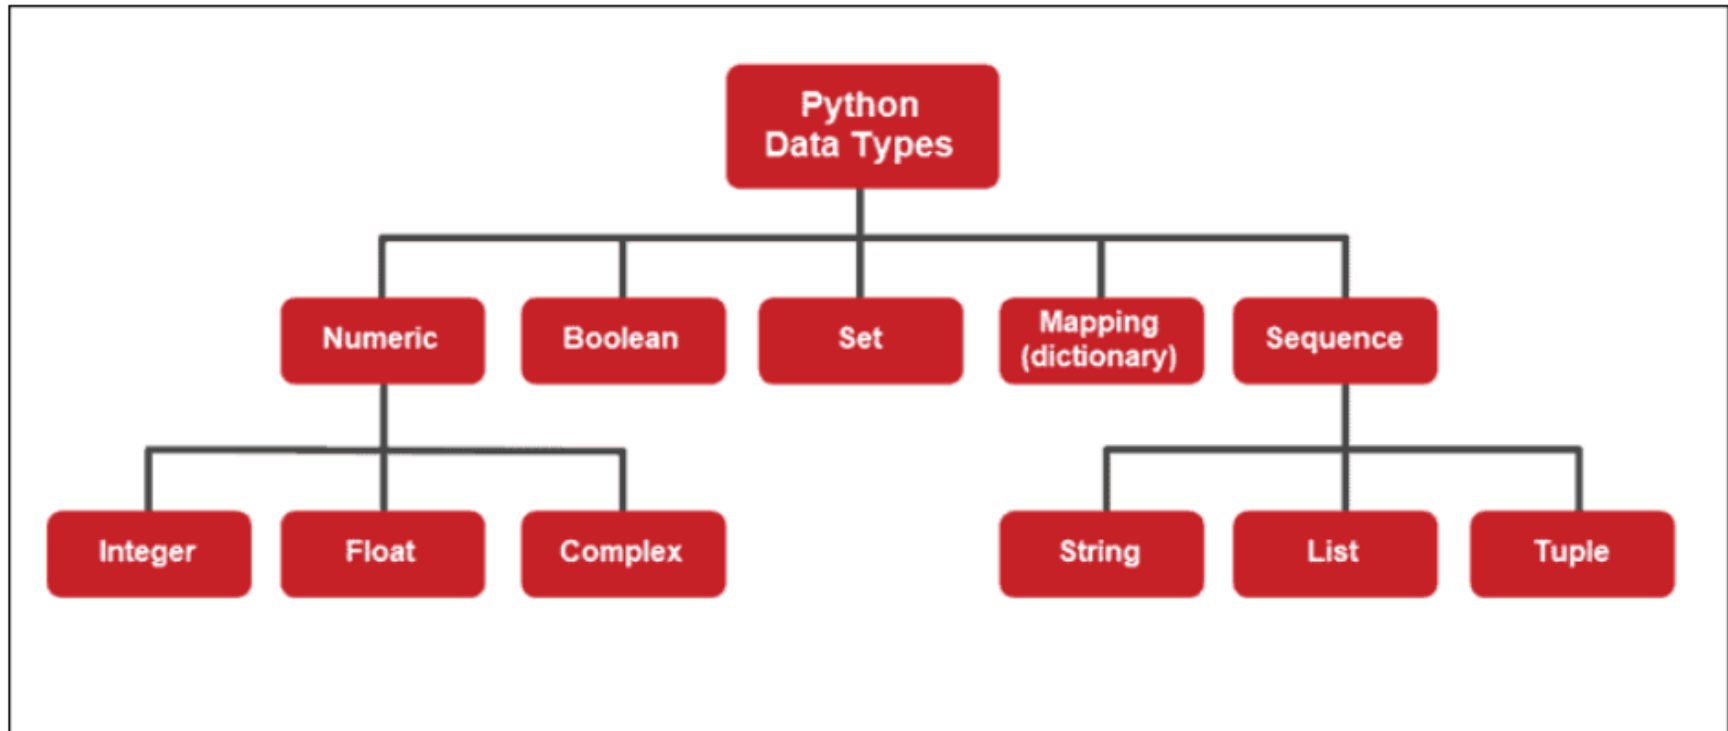 Python
Data Types
Numeric
Boolean
Set
Mapping
(dictionary)
Sequence
Integer
Float
Complex
String
List
Tuple